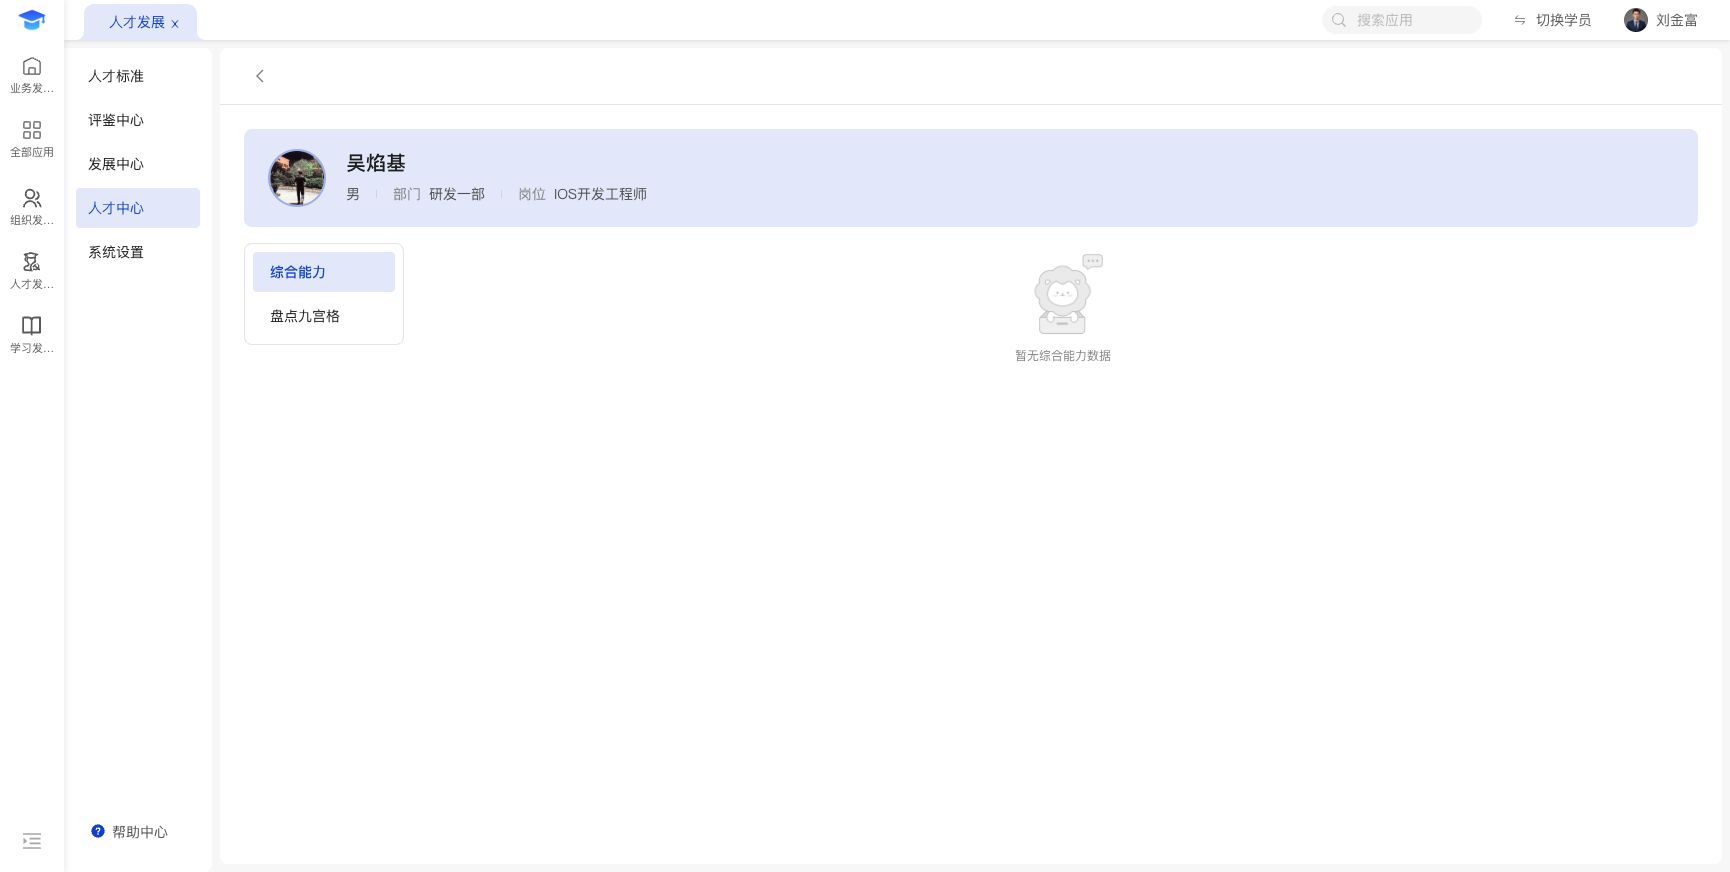 人才发展 x
搜索应用
切换学员
刘金富
业务发...
全部应用
组织发...
人才发...
学习发...
人才标准
评鉴中心
发展中心
人才中心
系统设置
帮助中心
吴焰基
男 部门 研发一部 岗位 IOS开发工程师
综合能力
盘点九宫格
暂无综合能力数据